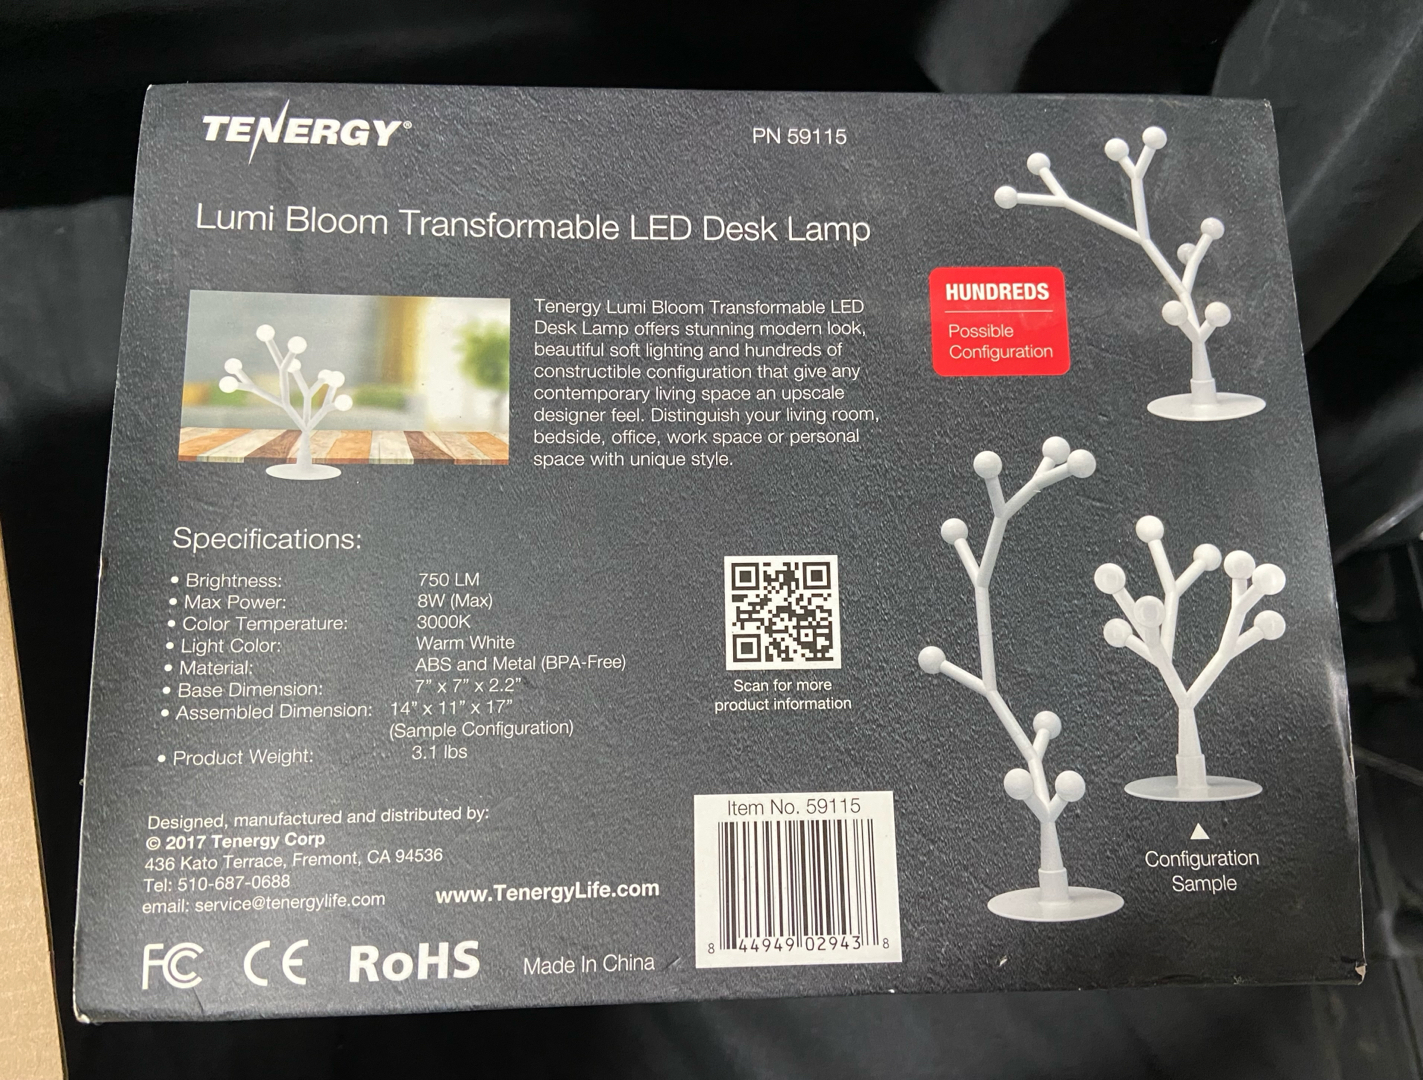 TENERGY®
PN 59115
Lumi Bloom Transformable LED Desk Lamp
Tenergy Lumi Bloom Transformable LED
Desk Lamp offers stunning modern look,
beautiful soft lighting and hundreds of
constructible configuration that give any
contemporary living space an upscale
designer feel. Distinguish your living room,
bedside, office, work space or personal
space with unique style.
HUNDREDS
Possible
Configuration
Specifications:
• Brightness: 750 LM
• Max Power: 8W (Max)
• Color Temperature: 3000K
• Light Color: Warm White
• Material: ABS and Metal (BPA-Free)
• Base Dimension: 7” x 7” x 2.2”
• Assembled Dimension: 14” x 11” x 17”
(Sample Configuration)
• Product Weight: 3.1 lbs
Scan for more
product information
Designed, manufactured and distributed by:
© 2017 Tenergy Corp
436 Kato Terrace, Fremont, CA 94536
Tel: 510-687-0688
email: service@tenergylife.com
www.TenergyLife.com
FC CE RoHS
Made In China
Item No. 59115
8 44949 02943 8
Configuration
Sample